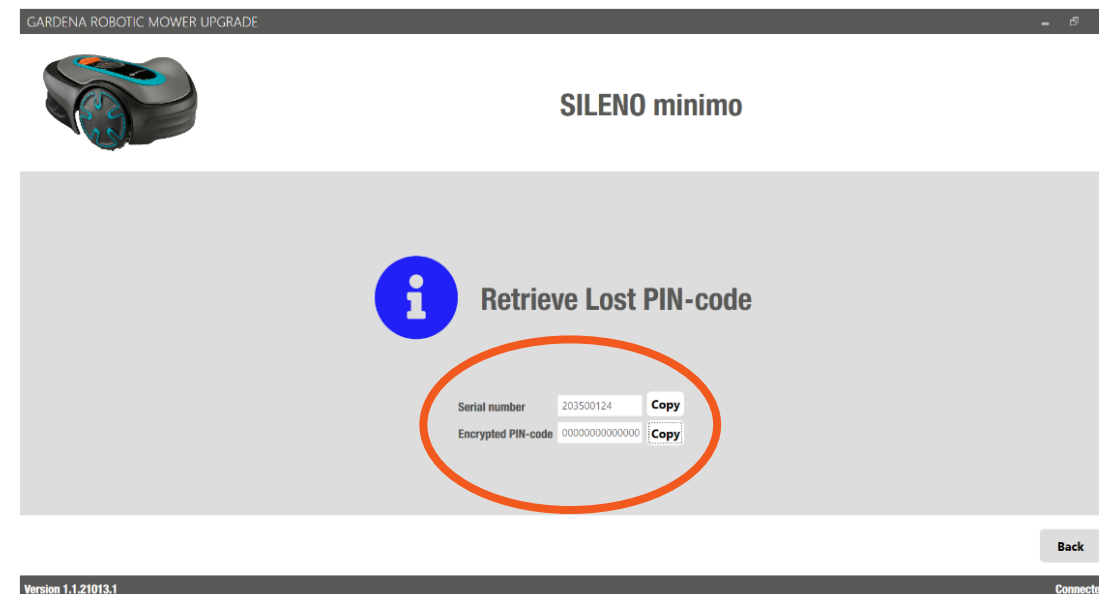 GARDENA ROBOTIC MOWER UPGRADE
SILENO minimo
Retrieve Lost PIN-code
Serial number 203500124 Copy
Encrypted PIN-code 00000000000000 Copy
Back
Version 1.1.21013.1 Connecte